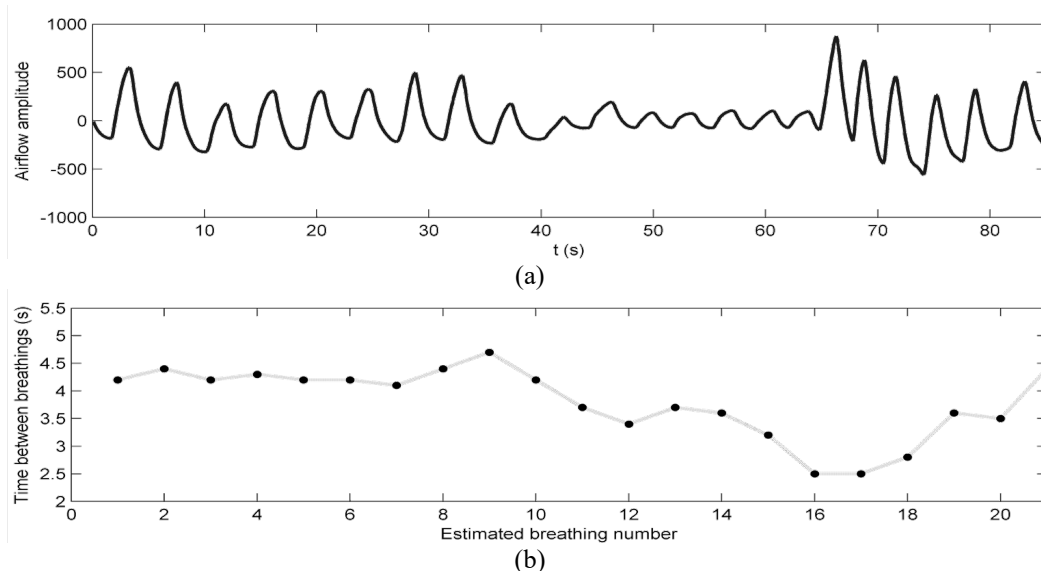 1000
500
0
-500
-1000
Airflow amplitude
0 10 20 30 40 50 60 70 80
t (s)
(a)
5.5
5
4.5
4
3.5
3
2.5
2
Time between breathings (s)
0 2 4 6 8 10 12 14 16 18 20
Estimated breathing number
(b)